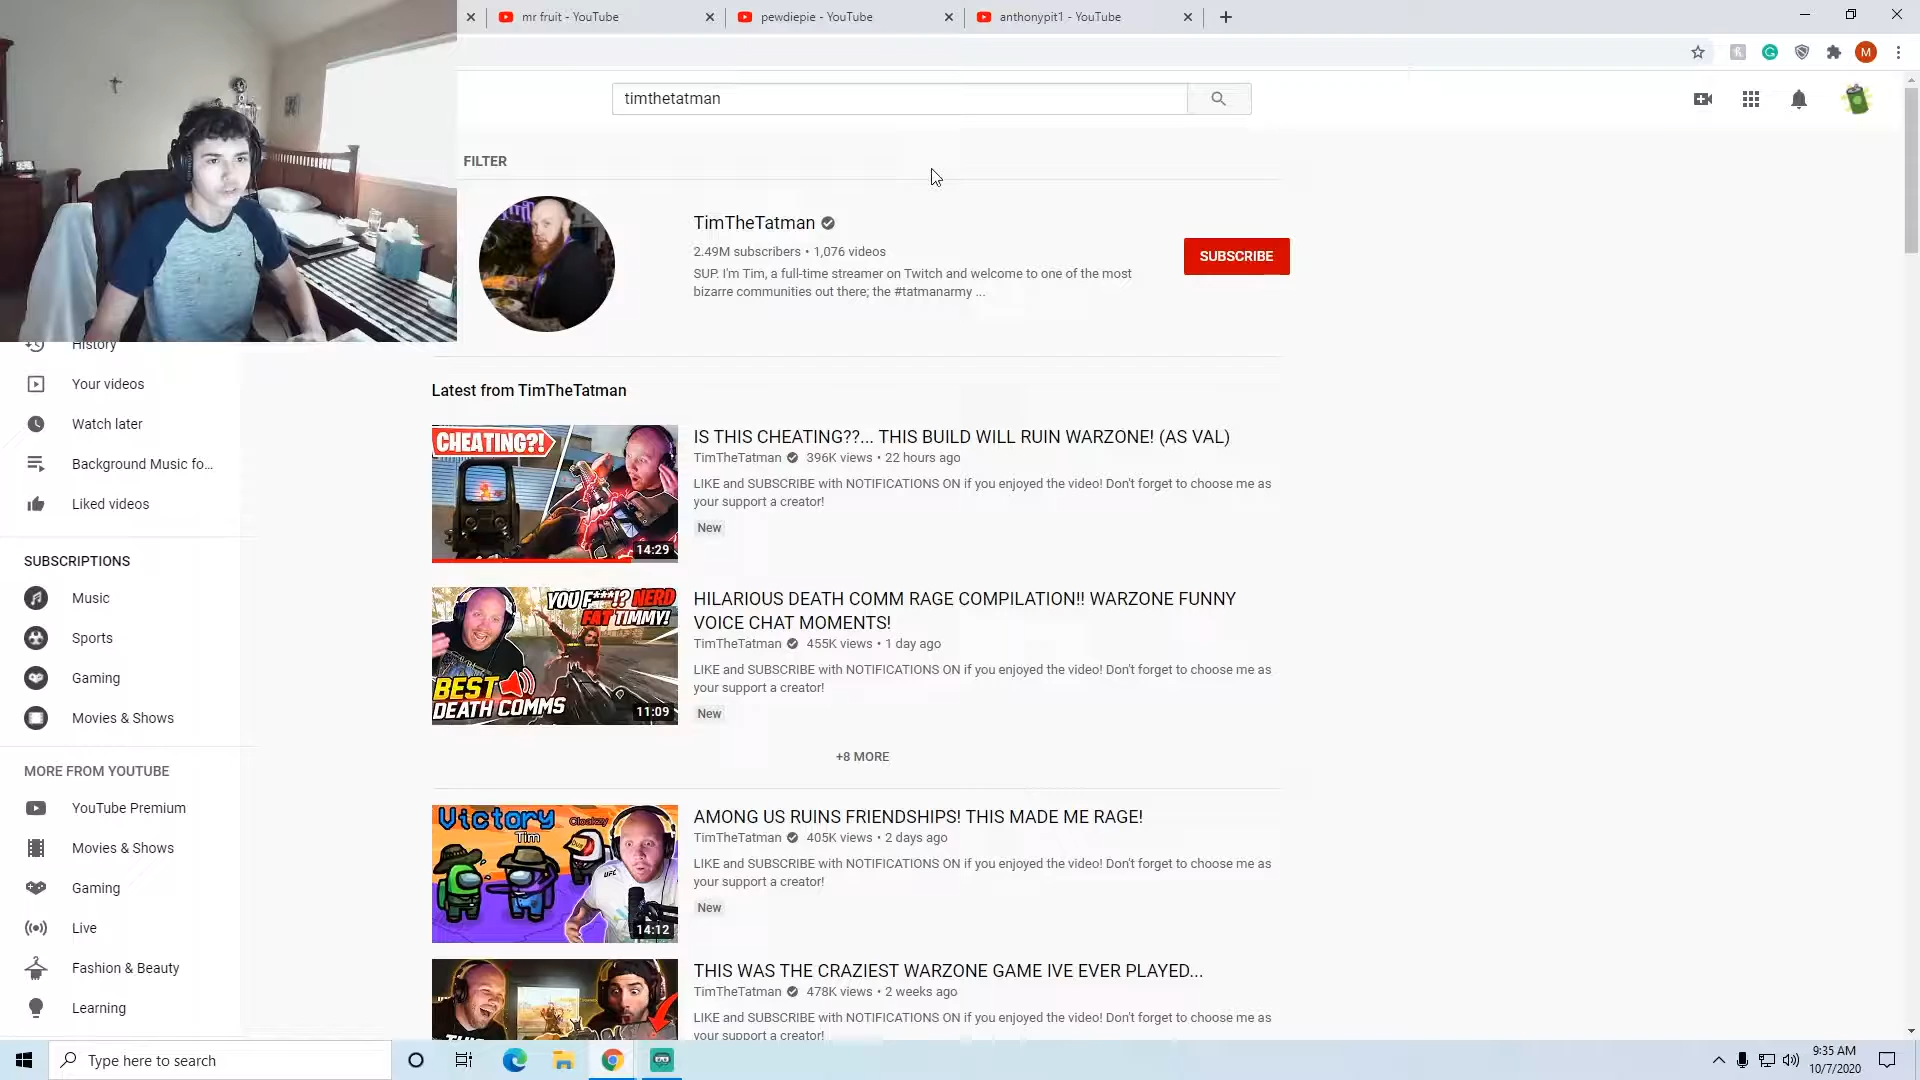 mr fruit - YouTube
pewdiepie - YouTube
anthonypit1 - YouTube
M
timthetatman
FILTER
TimTheTatman
2.49M subscribers • 1,076 videos
SUP. I'm Tim, a full-time streamer on Twitch and welcome to one of the most
bizarre communities out there; the #tatmanarmy ...
SUBSCRIBE
History
Your videos
Watch later
Background Music fo...
Liked videos
SUBSCRIPTIONS
Music
Sports
Gaming
Movies & Shows
MORE FROM YOUTUBE
YouTube Premium
Movies & Shows
Gaming
Live
Fashion & Beauty
Learning
Latest from TimTheTatman
CHEATING?!
14:29
IS THIS CHEATING??... THIS BUILD WILL RUIN WARZONE! (AS VAL)
TimTheTatman 396K views • 22 hours ago
LIKE and SUBSCRIBE with NOTIFICATIONS ON if you enjoyed the video! Don't forget to choose me as
your support a creator!
New
YOU F***!? NERD
FAT TIMMY!
BEST
DEATH COMMS
11:09
HILARIOUS DEATH COMM RAGE COMPILATION!! WARZONE FUNNY
VOICE CHAT MOMENTS!
TimTheTatman 455K views • 1 day ago
LIKE and SUBSCRIBE with NOTIFICATIONS ON if you enjoyed the video! Don't forget to choose me as
your support a creator!
New
+8 MORE
Victory
Tim
Cloakzy
14:12
AMONG US RUINS FRIENDSHIPS! THIS MADE ME RAGE!
TimTheTatman 405K views • 2 days ago
LIKE and SUBSCRIBE with NOTIFICATIONS ON if you enjoyed the video! Don't forget to choose me as
your support a creator!
New
THIS WAS THE CRAZIEST WARZONE GAME IVE EVER PLAYED...
TimTheTatman 478K views • 2 weeks ago
LIKE and SUBSCRIBE with NOTIFICATIONS ON if you enjoyed the video! Don't forget to choose me as
your support a creator!
Type here to search
9:35 AM
10/7/2020